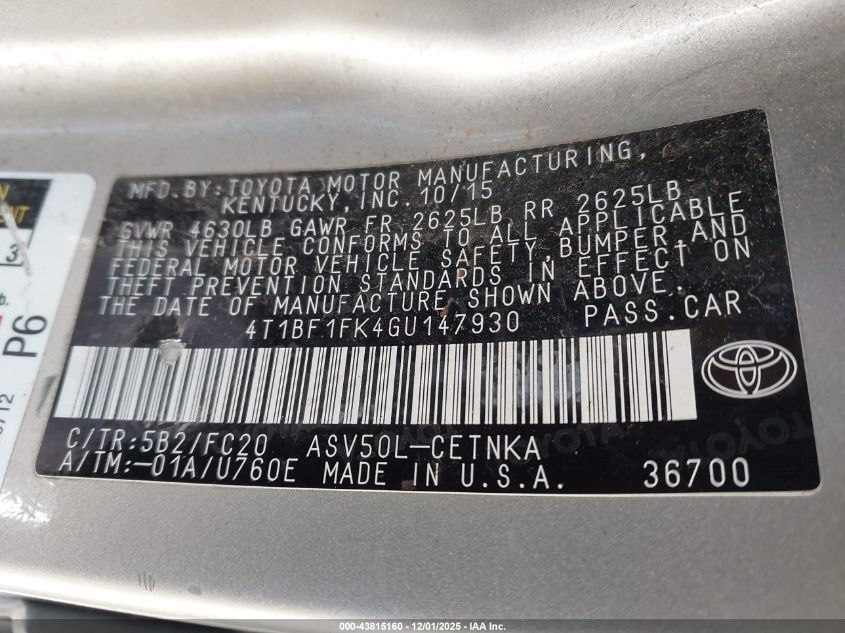 MFD. BY: TOYOTA MOTOR MANUFACTURING,
KENTUCKY, INC. 10/15
GVWR 4630LB GAWR FR 2625LB RR 2625LB
THIS VEHICLE CONFORMS TO ALL APPLICABLE
FEDERAL MOTOR VEHICLE SAFETY, BUMPER, AND
THEFT PREVENTION STANDARDS IN EFFECT ON
THE DATE OF MANUFACTURE SHOWN ABOVE.
4T1BF1FK4GU147930 PASS. CAR
C/TR:5B2/FC20 ASV50L-CETNKA
A/TM:-01A/U760E MADE IN U.S.A. 36700
P6
000-43815160 - 12/01/2025 - IAA Inc.